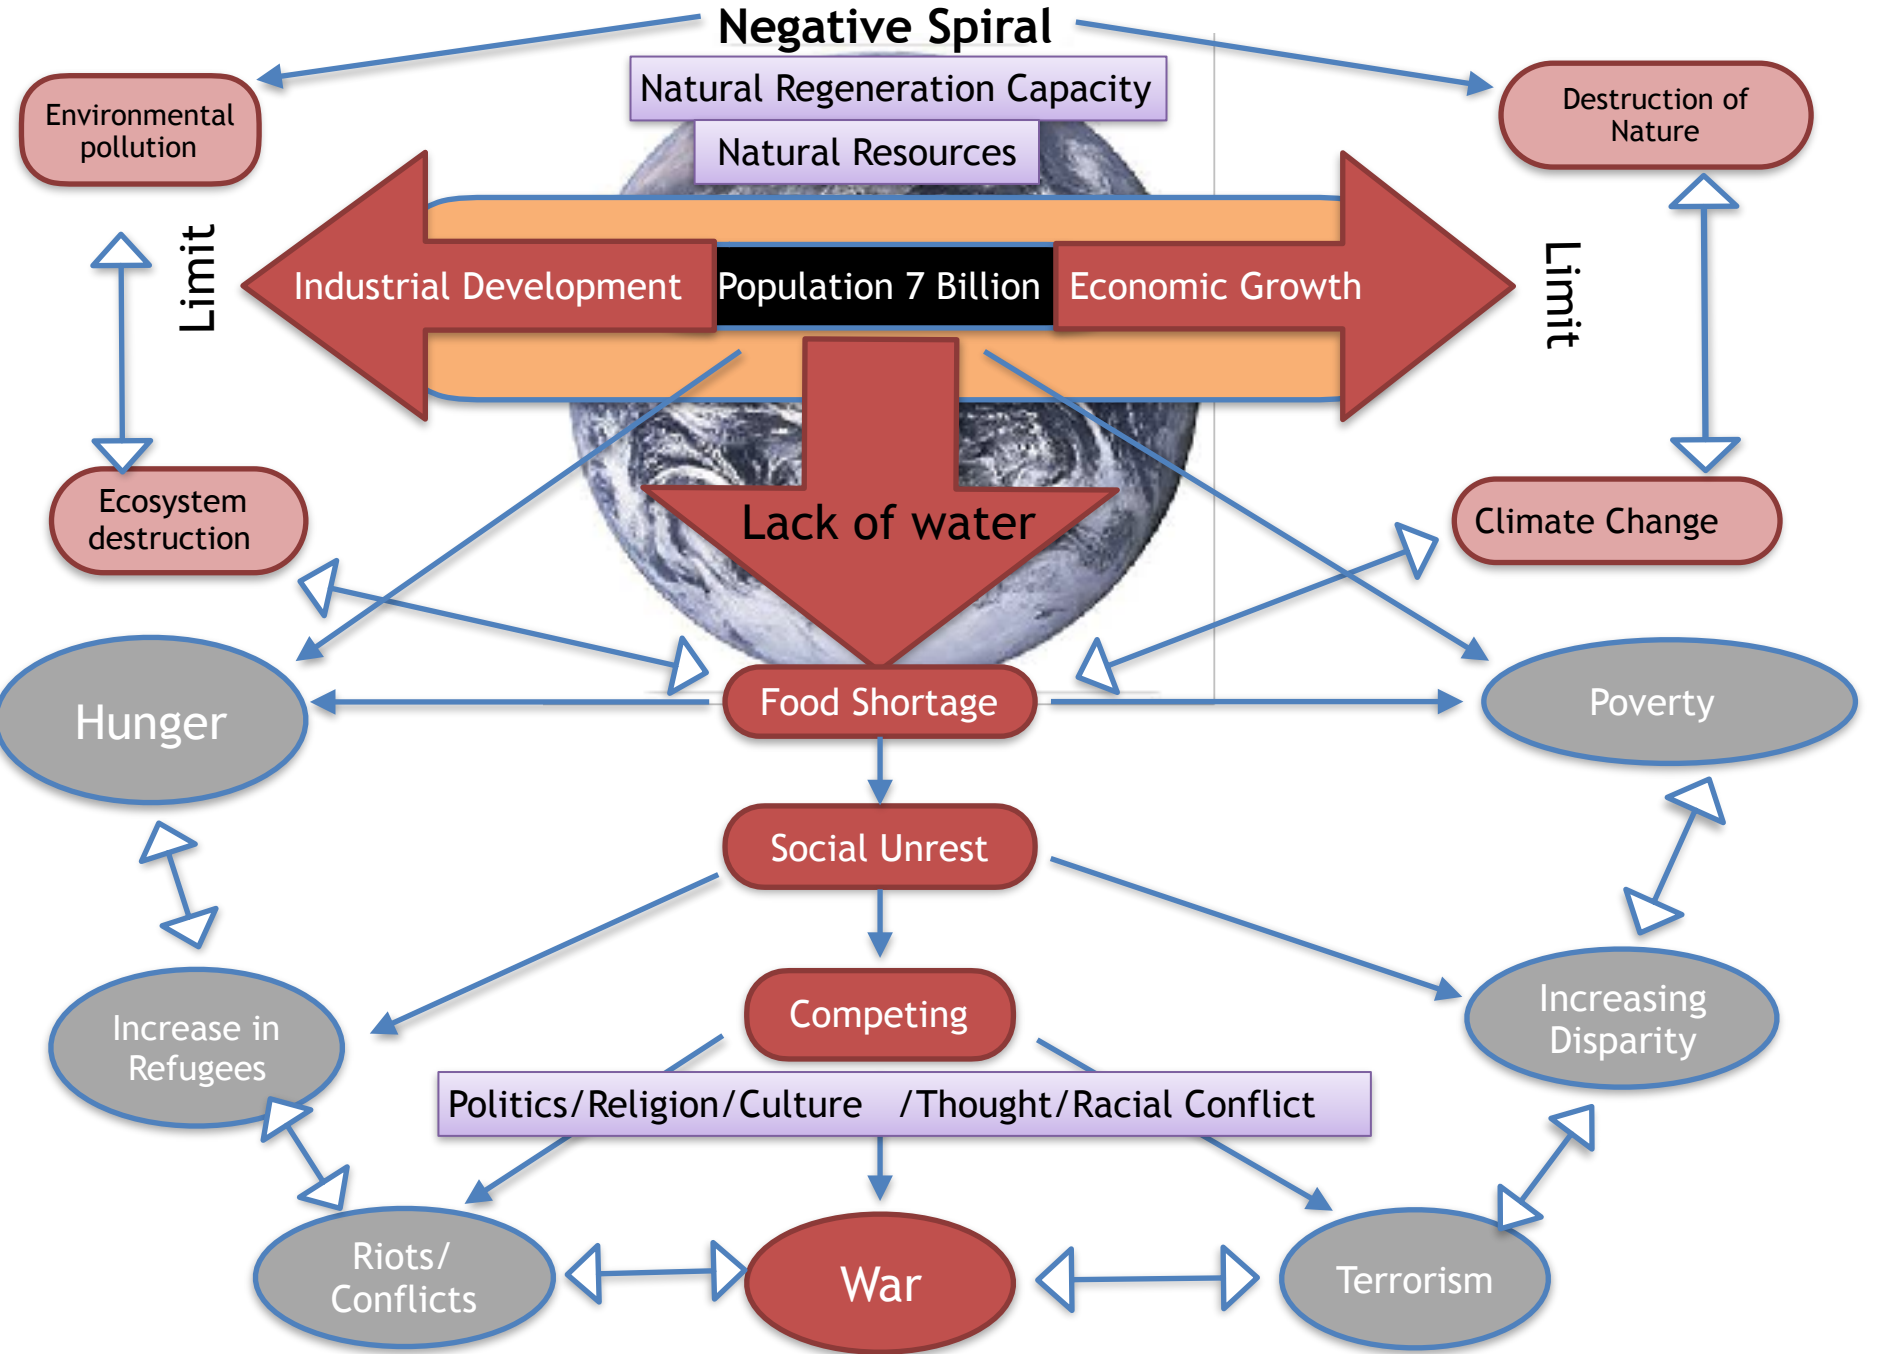 Negative Spiral
Natural Regeneration Capacity
Natural Resources
Environmental
pollution
Destruction of
Nature
Limit
Industrial Development
Population 7 Billion
Economic Growth
Limit
Ecosystem
destruction
Lack of water
Climate Change
Hunger
Food Shortage
Poverty
Social Unrest
Increase in
Refugees
Competing
Increasing
Disparity
Politics/Religion/Culture /Thought/Racial Conflict
Riots/
Conflicts
War
Terrorism